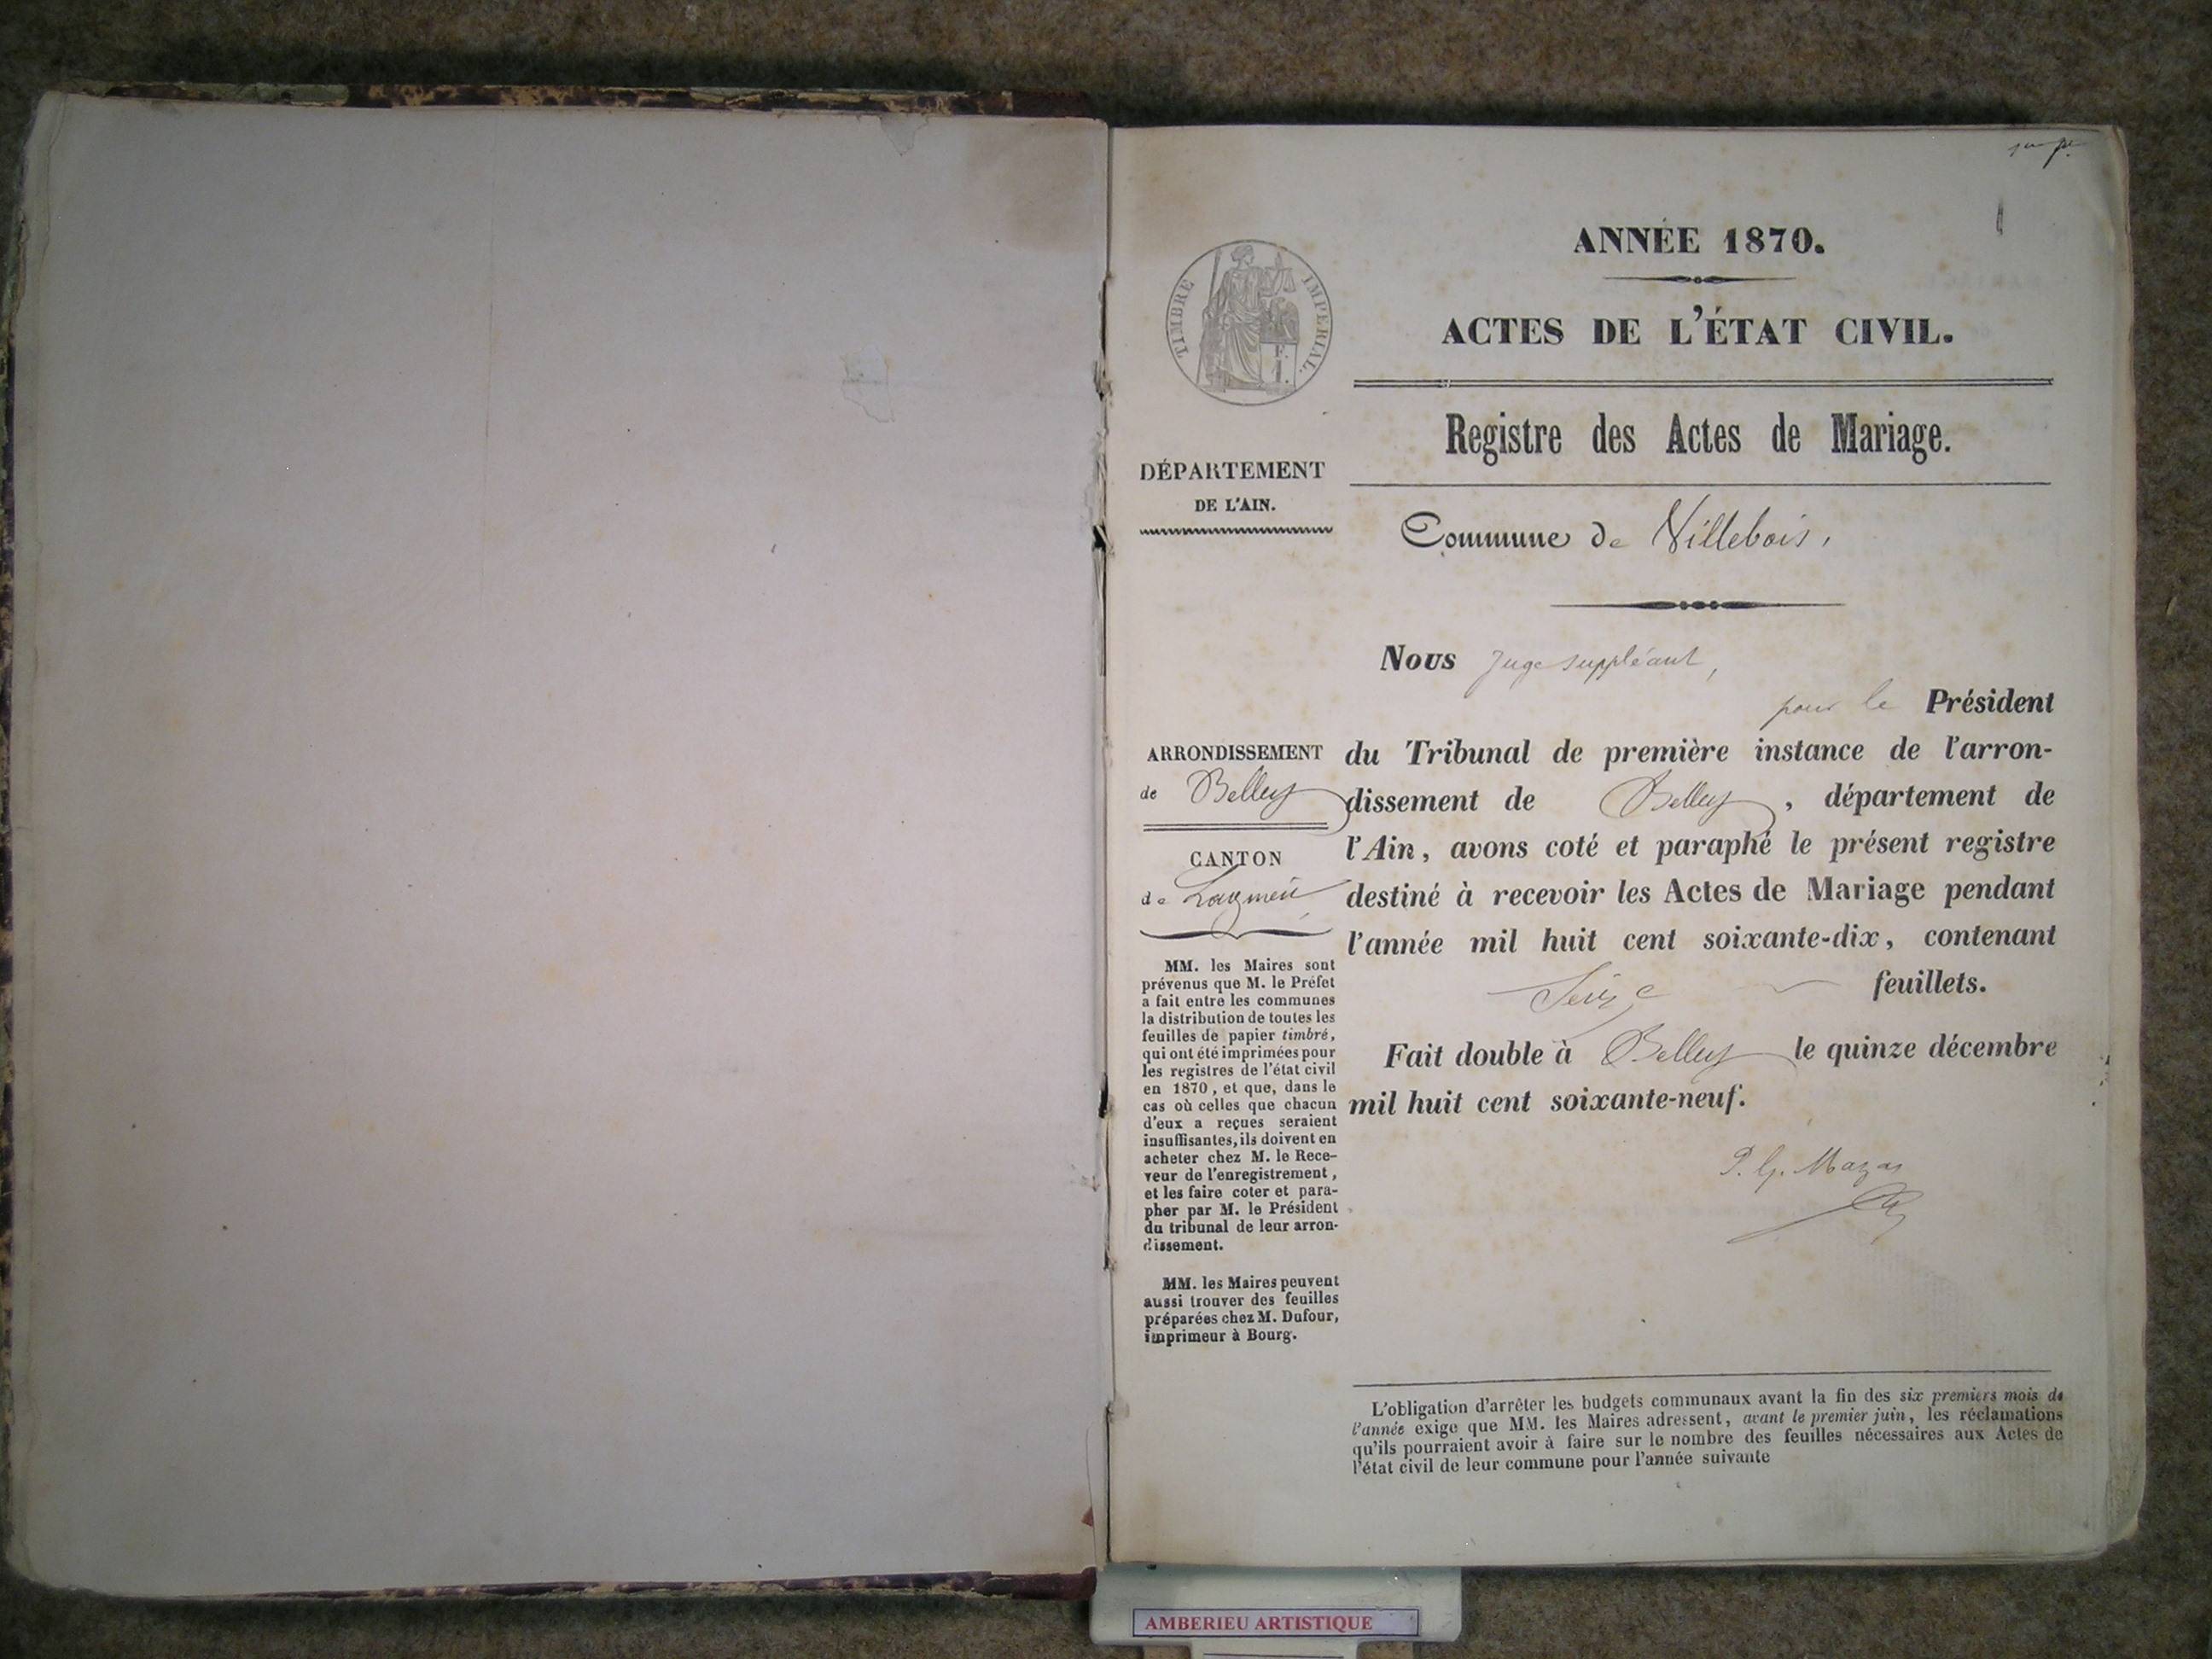 ANNÉE 1870.
ACTES DE L'ÉTAT CIVIL.
TIMBRE IMPERIAL.
Registre des Actes de Mariage.
DÉPARTEMENT
DE L'AIN.
Commune de Villebois,
Nous Juge suppléant,
pour le Président
du Tribunal de première instance de l'arron-
dissement de Belley, département de
l'Ain, avons coté et paraphé le présent registre
destiné à recevoir les Actes de Mariage pendant
l'année mil huit cent soixante-dix, contenant
Seize feuillets.
Fait double à Belley le quinze décembre
mil huit cent soixante-neuf.
P. G. Mazas
ARRONDISSEMENT
de Belley
CANTON
de Lagnieu
MM. les Maires sont
prévenus que M. le Préfet
a fait entre les communes
la distribution de toutes les
feuilles de papier timbré,
qui ont été imprimées pour
les registres de l'état civil
en 1870, et que, dans le
cas où celles que chacun
d'eux a reçues seraient
insuffisantes, ils doivent en
acheter chez M. le Rece-
veur de l'enregistrement,
et les faire coter et para-
pher par M. le Président
du tribunal de leur arron-
dissement.
MM. les Maires peuvent
aussi trouver des feuilles
préparées chez M. Dufour,
imprimeur à Bourg.
L'obligation d'arrêter les budgets communaux avant la fin des six premiers mois de
l'année exige que MM. les Maires adressent, avant le premier juin, les réclamations
qu'ils pourraient avoir à faire sur le nombre des feuilles nécessaires aux Actes de
l'état civil de leur commune pour l'année suivante
AMBERIEU ARTISTIQUE